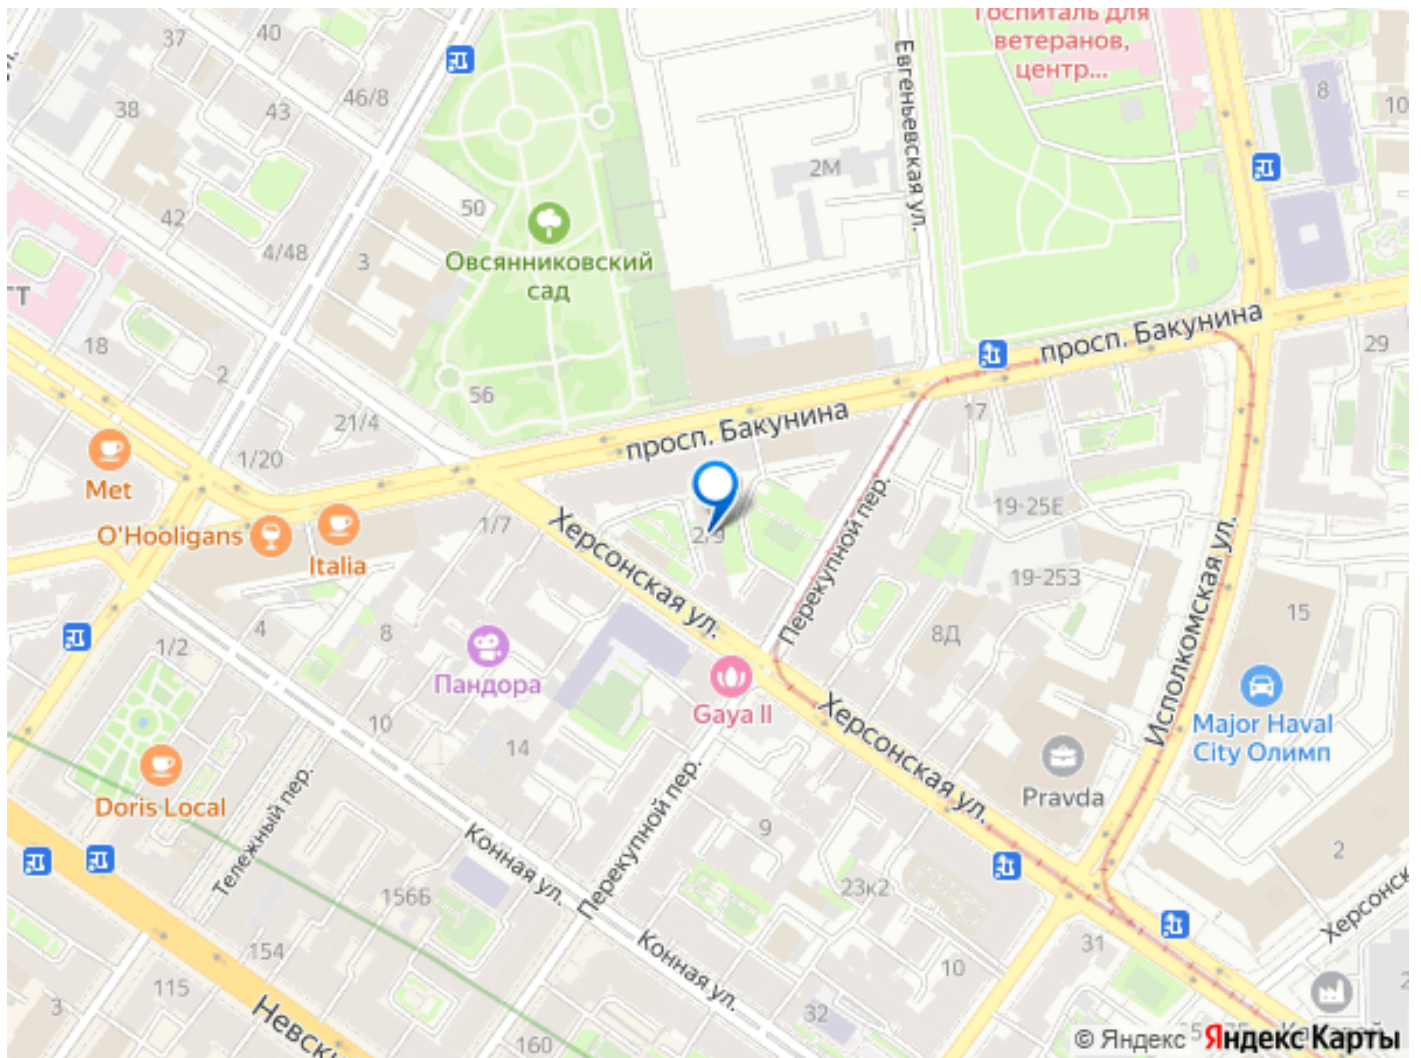 Госпиталь для
ветеранов,
центр...
37
40
46/8
38
43
8
10
2М
Евгеньевская ул.
42
50
4/48
3
Овсянниковский
сад
ТТ
18
2
56
21/4
просп. Бакунина
29
просп. Бакунина
17
1/20
Met
O'Hooligans
Italia
1/7
Херсонская ул.
2/9
Перекупной пер.
19-25Е
19-253
Исполкомская ул.
15
4
8
1/2
8Д
Пандора
Gaya II
Major Haval
City Олимп
10
14
Херсонская ул.
Pravda
Doris Local
Тележный пер.
Перекупной пер.
9
2
Конная ул.
156Б
23к2
Херсонск
31
154
Конная ул.
10
115
3
32
Невск
160
© Яндекс
Яндекс Карты